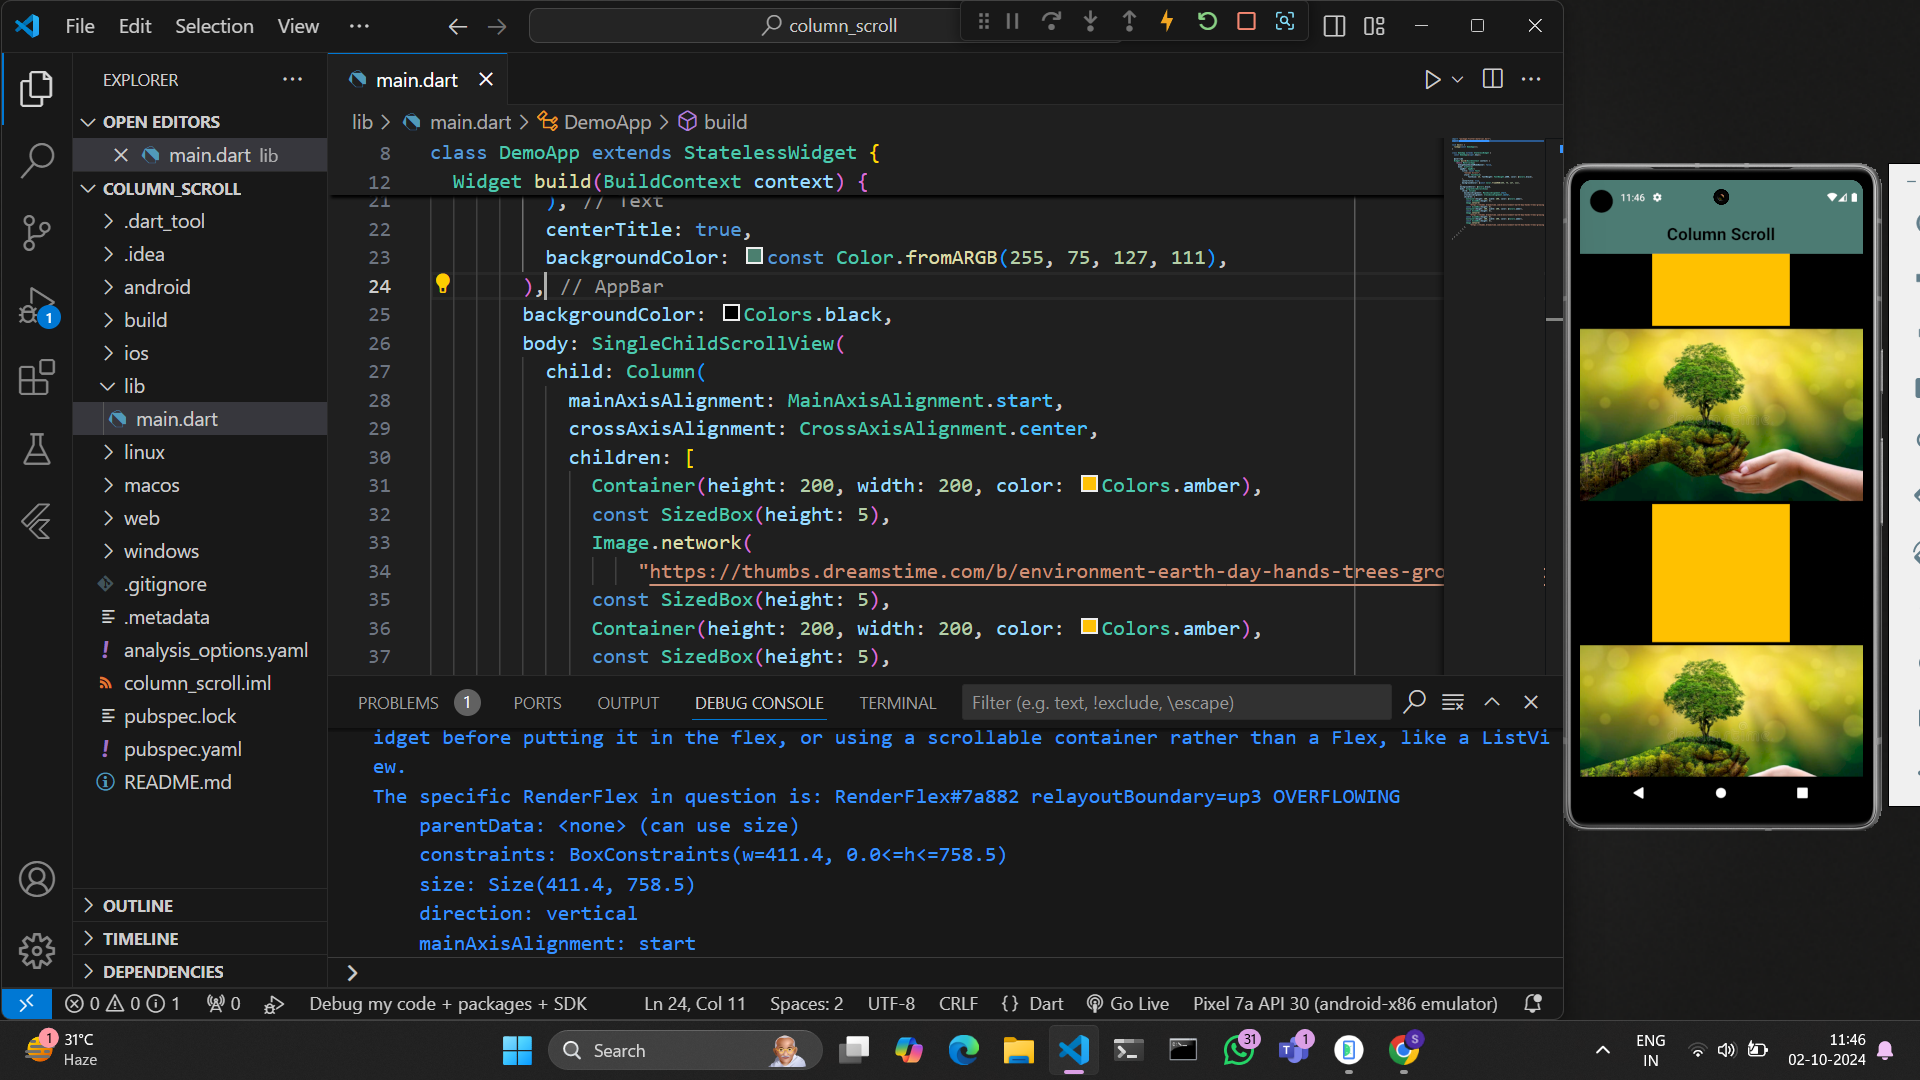 File Edit Selection View ···
column_scroll
EXPLORER
OPEN EDITORS
main.dart lib
COLUMN_SCROLL
.dart_tool
.idea
android
build
ios
lib
main.dart
linux
macos
web
windows
.gitignore
.metadata
analysis_options.yaml
column_scroll.iml
pubspec.lock
pubspec.yaml
README.md
OUTLINE
TIMELINE
DEPENDENCIES
1
main.dart
lib > main.dart > DemoApp > build
8 class DemoApp extends StatelessWidget {
12 Widget build(BuildContext context) {
21 ), // Text
22 centerTitle: true,
23 backgroundColor: const Color.fromARGB(255, 75, 127, 111),
24 ), // AppBar
25 backgroundColor: Colors.black,
26 body: SingleChildScrollView(
27 child: Column(
28 mainAxisAlignment: MainAxisAlignment.start,
29 crossAxisAlignment: CrossAxisAlignment.center,
30 children: [
31 Container(height: 200, width: 200, color: Colors.amber),
32 const SizedBox(height: 5),
33 Image.network(
34 "https://thumbs.dreamstime.com/b/environment-earth-day-hands-trees-gro
35 const SizedBox(height: 5),
36 Container(height: 200, width: 200, color: Colors.amber),
37 const SizedBox(height: 5),
PROBLEMS 1 PORTS OUTPUT DEBUG CONSOLE TERMINAL Filter (e.g. text, !exclude, \escape)
idget before putting it in the flex, or using a scrollable container rather than a Flex, like a ListVi
ew.
The specific RenderFlex in question is: RenderFlex#7a882 relayoutBoundary=up3 OVERFLOWING
parentData: <none> (can use size)
constraints: BoxConstraints(w=411.4, 0.0<=h<=758.5)
size: Size(411.4, 758.5)
direction: vertical
mainAxisAlignment: start
0 0 1 0 Debug my code + packages + SDK Ln 24, Col 11 Spaces: 2 UTF-8 CRLF {} Dart Go Live Pixel 7a API 30 (android-x86 emulator)
11:46
Column Scroll
1 31°C
Haze
Search
31
1
S
ENG
IN
11:46
02-10-2024